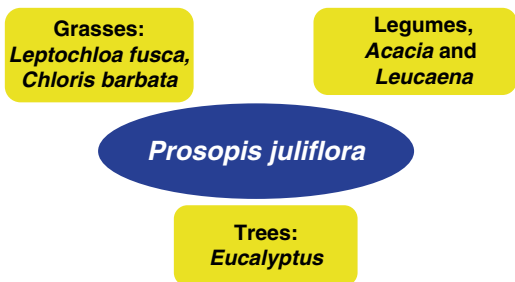 Grasses:
Leptochloa fusca,
Chloris barbata
Legumes,
Acacia and
Leucaena
Prosopis juliflora
Trees:
Eucalyptus